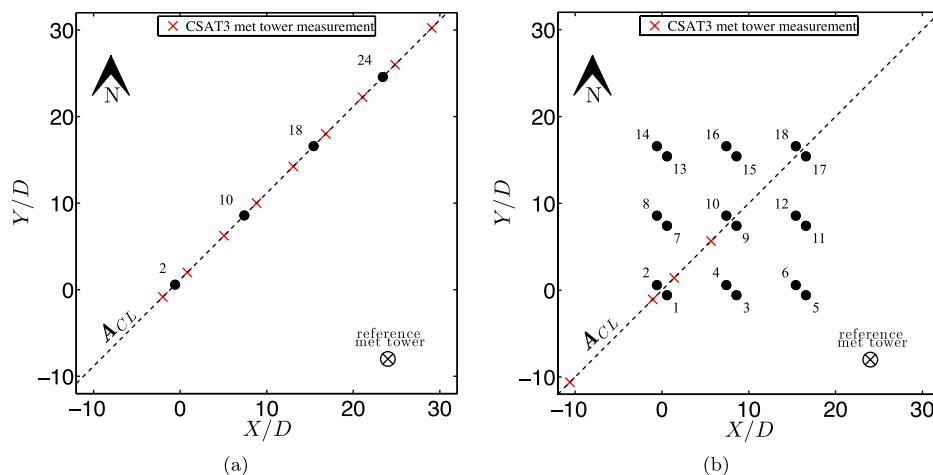 CSAT3 met tower measurement
30
20
10
0
−10
Y/D
N
24
18
10
2
A_CL
reference
met tower
−10 0 10 20 30
X/D
(a)
CSAT3 met tower measurement
30
20
10
0
−10
Y/D
N
14 16 18
13 15 17
8 10 12
7 9 11
2 4 6
1 3 5
A_CL
reference
met tower
−10 0 10 20 30
X/D
(b)